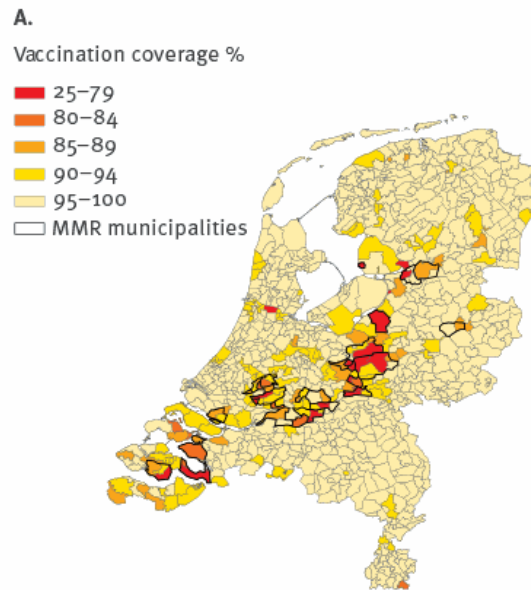 A.
Vaccination coverage %
25–79
80–84
85–89
90–94
95–100
MMR municipalities